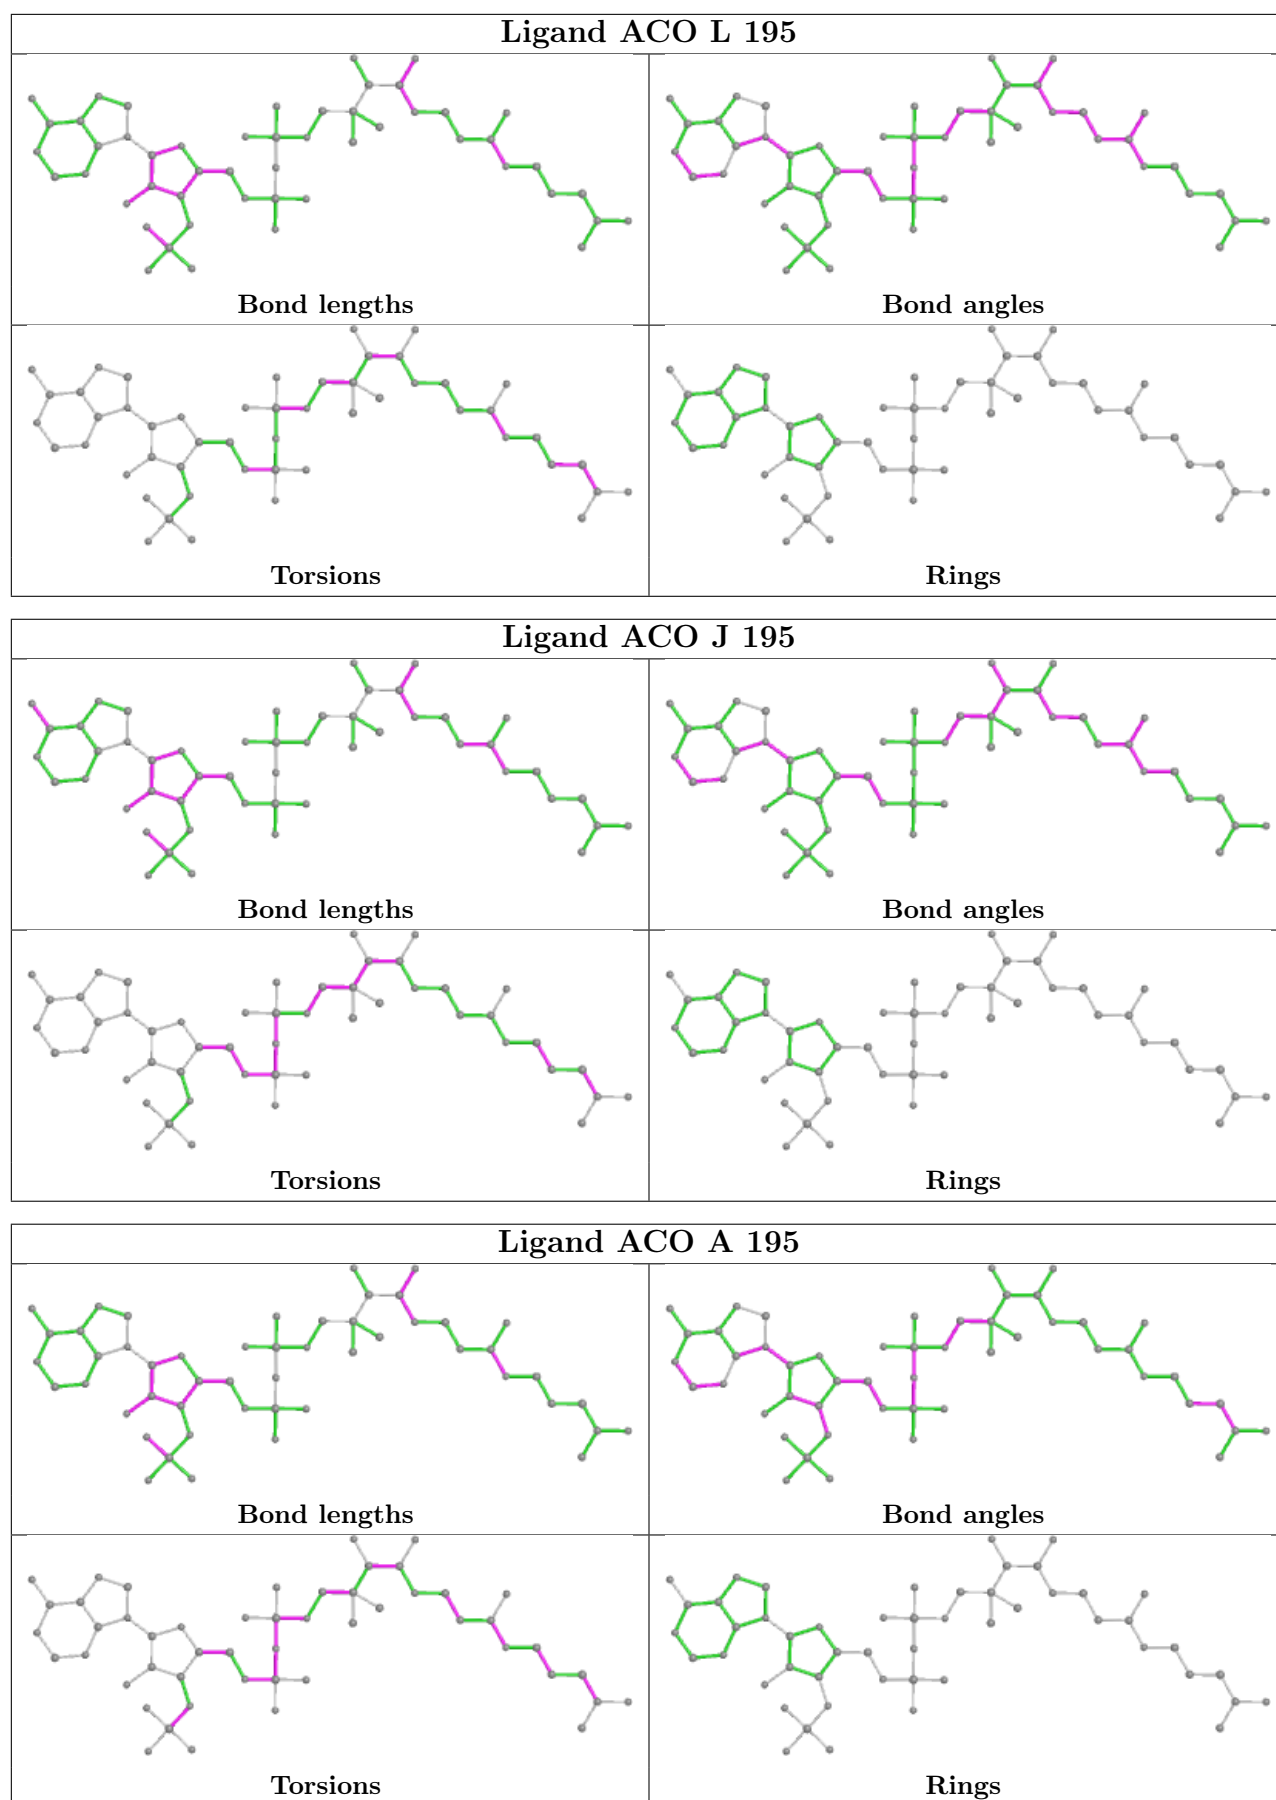 Ligand ACO L 195
Bond lengths
Bond angles
Torsions
Rings
Ligand ACO J 195
Bond lengths
Bond angles
Torsions
Rings
Ligand ACO A 195
Bond lengths
Bond angles
Torsions
Rings